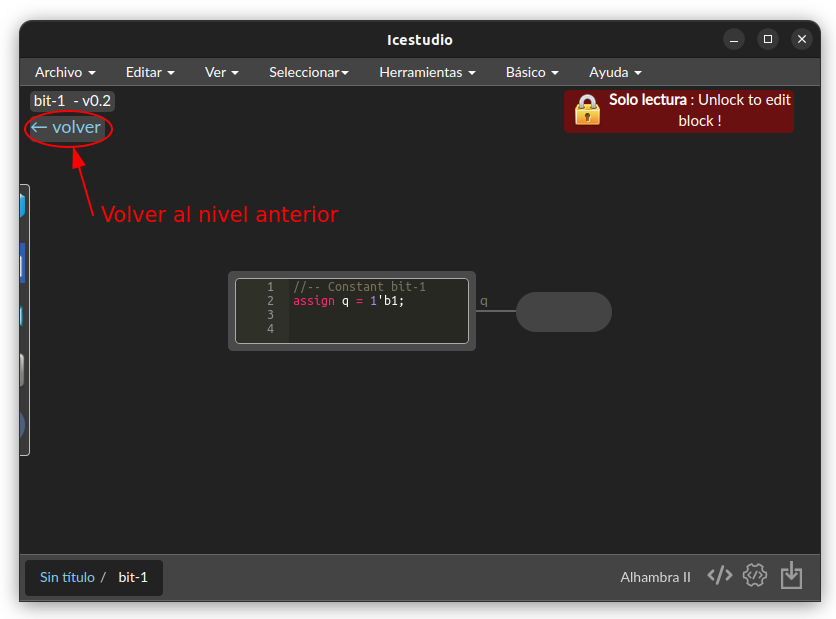 Icestudio
Archivo Editar Ver Seleccionar Herramientas Básico Ayuda
bit-1 - v0.2
← volver
Solo lectura : Unlock to edit
block !
Volver al nivel anterior
1 //-- Constant bit-1
2 assign q = 1'b1;
3
4
q
Sin título / bit-1
Alhambra II </>